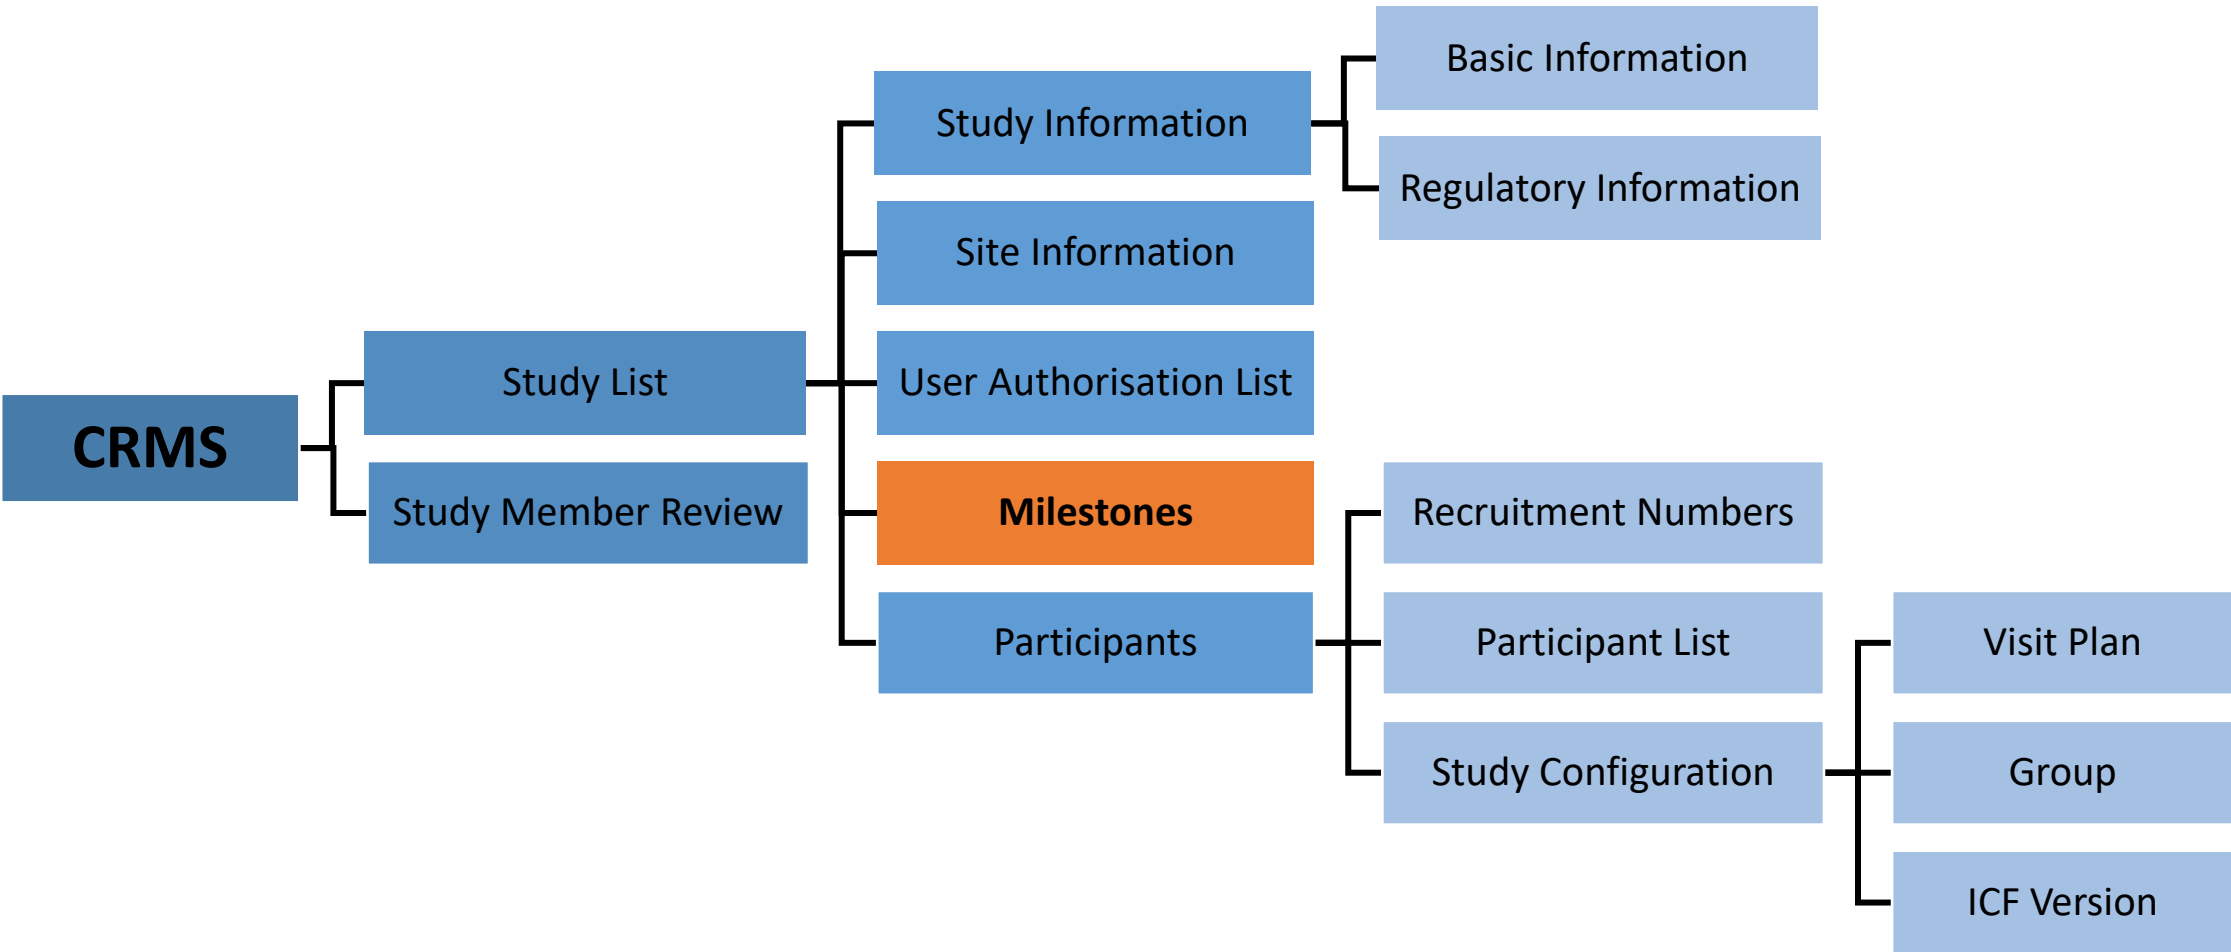 CRMS
Study List
Study Member Review
Study Information
Site Information
User Authorisation List
Milestones
Participants
Basic Information
Regulatory Information
Recruitment Numbers
Participant List
Study Configuration
Visit Plan
Group
ICF Version